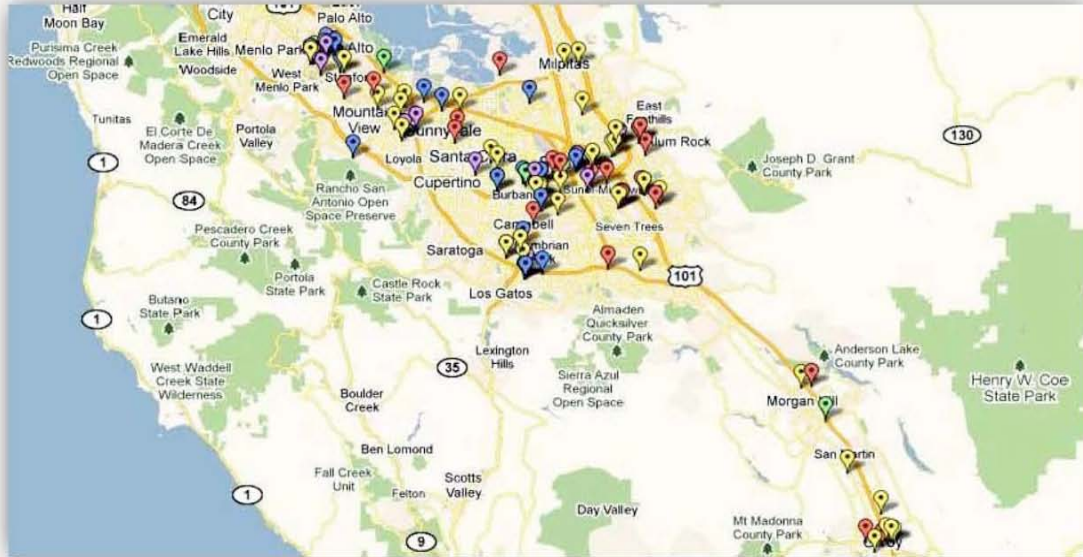 Half
Moon Bay
City
101
Palo Alto
Purisima Creek
Redwoods Regional
Open Space
Emerald
Lake Hills
Menlo Park
Alto
Woodside
West
Menlo Park
Milpitas
Tunitas
El Corte De
Madera Creek
Open Space
Portola
Valley
Mountain
View
Sunnyvale
East
Foothills
Alum Rock
130
1
Loyola
Santa Clara
Joseph D. Grant
County Park
Cupertino
Rancho San
Antonio Open
Space Preserve
84
Burbank
Pescadero Creek
County Park
Campbell
Seven Trees
Saratoga
Cambrian
Portola
State Park
Castle Rock
State Park
101
Los Gatos
Butano
State Park
1
Almaden
Quicksilver
County Park
Lexington
Hills
Anderson Lake
County Park
West Waddell
Creek State
Wilderness
35
Sierra Azul
Regional
Open Space
Henry W. Coe
State Park
Boulder
Creek
Morgan Hill
Ben Lomond
San Martin
Fall Creek
Unit
Scotts
Valley
Felton
1
Day Valley
Mt Madonna
County Park
9